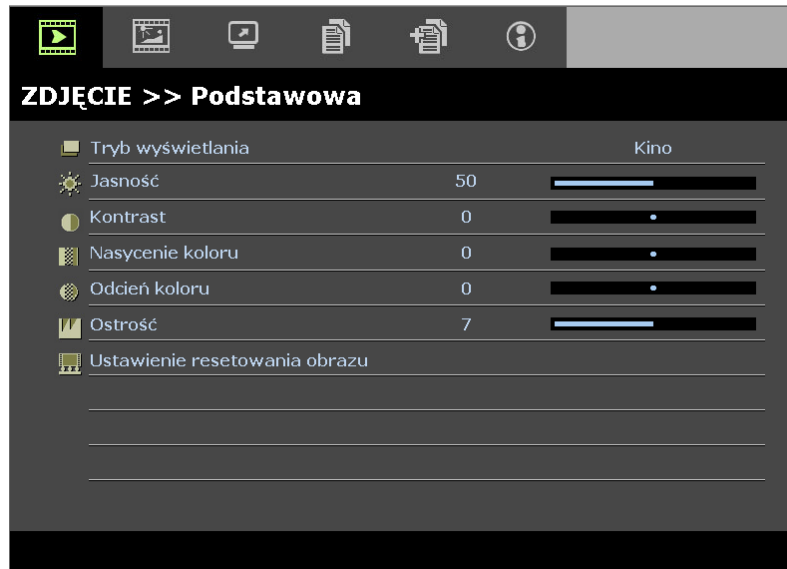 ZDJĘCIE >> Podstawowa
Tryb wyświetlania Kino
Jasność 50
Kontrast 0
Nasycenie koloru 0
Odcień koloru 0
Ostrość 7
Ustawienie resetowania obrazu